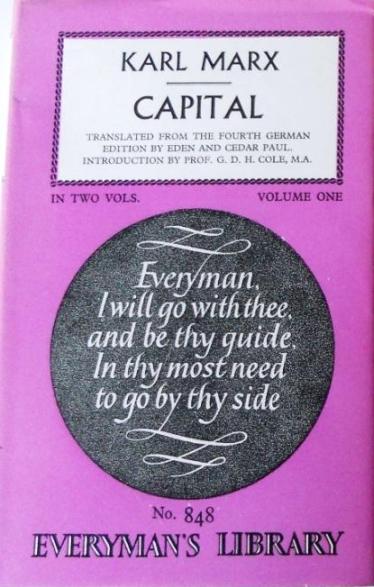 KARL MARX
CAPITAL
TRANSLATED FROM THE FOURTH GERMAN
EDITION BY EDEN AND CEDAR PAUL.
INTRODUCTION BY PROF. G. D. H. COLE, M.A.
IN TWO VOLS. VOLUME ONE
Everyman,
I will go with thee,
and be thy guide,
In thy most need
to go by thy side
No. 848
EVERYMAN'S LIBRARY